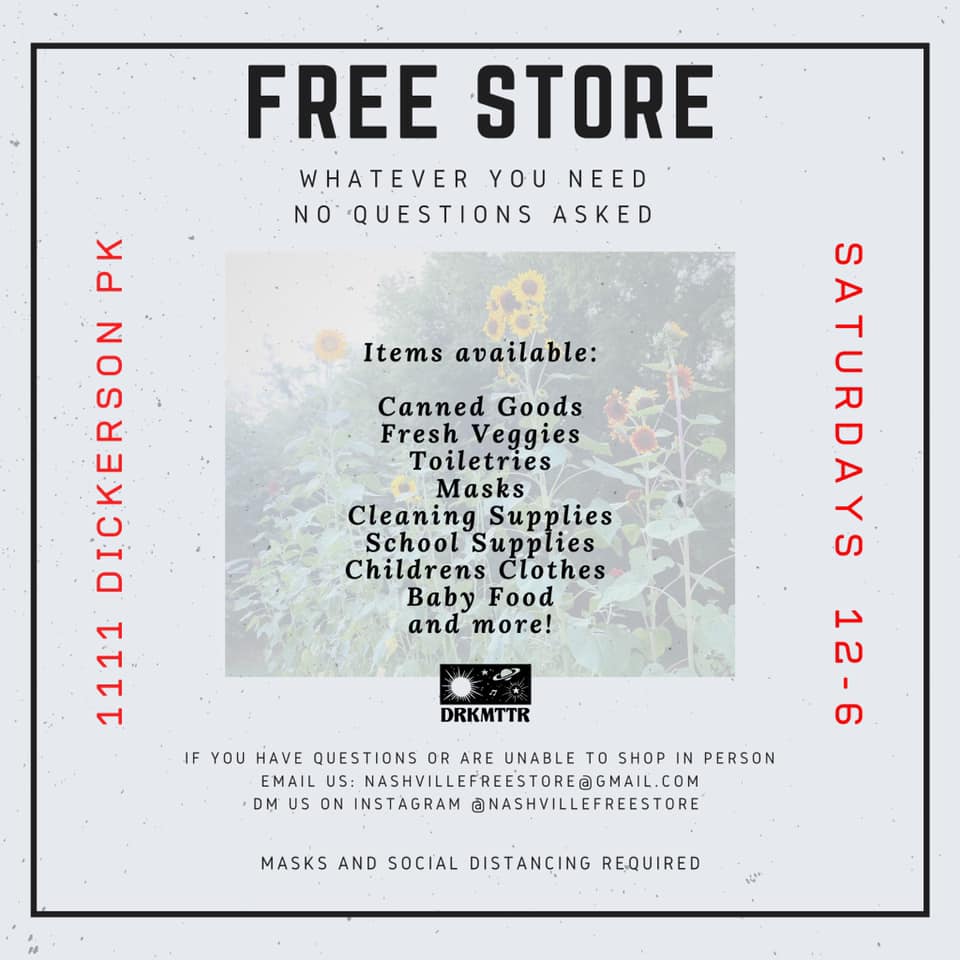 FREE STORE
WHATEVER YOU NEED
NO QUESTIONS ASKED
1111 DICKERSON PK
SATURDAYS 12-6
Items available:
Canned Goods
Fresh Veggies
Toiletries
Masks
Cleaning Supplies
School Supplies
Childrens Clothes
Baby Food
and more!
DRKMTTR
IF YOU HAVE QUESTIONS OR ARE UNABLE TO SHOP IN PERSON
EMAIL US: NASHVILLEFREESTORE@GMAIL.COM
DM US ON INSTAGRAM @NASHVILLEFREESTORE
MASKS AND SOCIAL DISTANCING REQUIRED